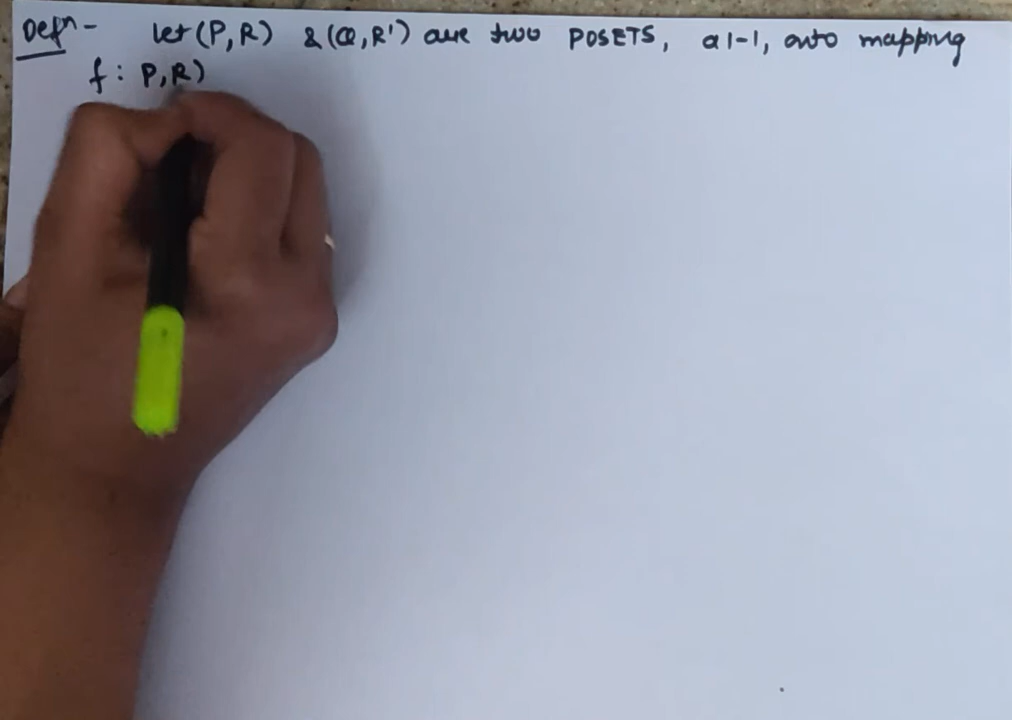 Defn- let (P,R) & (Q,R') are two POSETS, a 1-1, onto mapping
f: P,R)